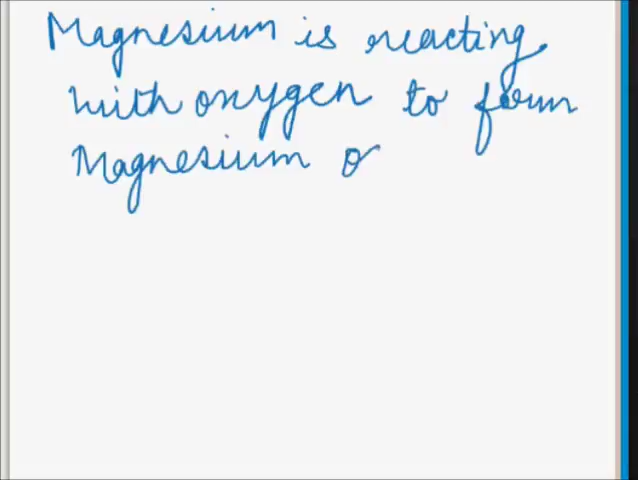 Magnesium is reacting
with oxygen to form
Magnesium o